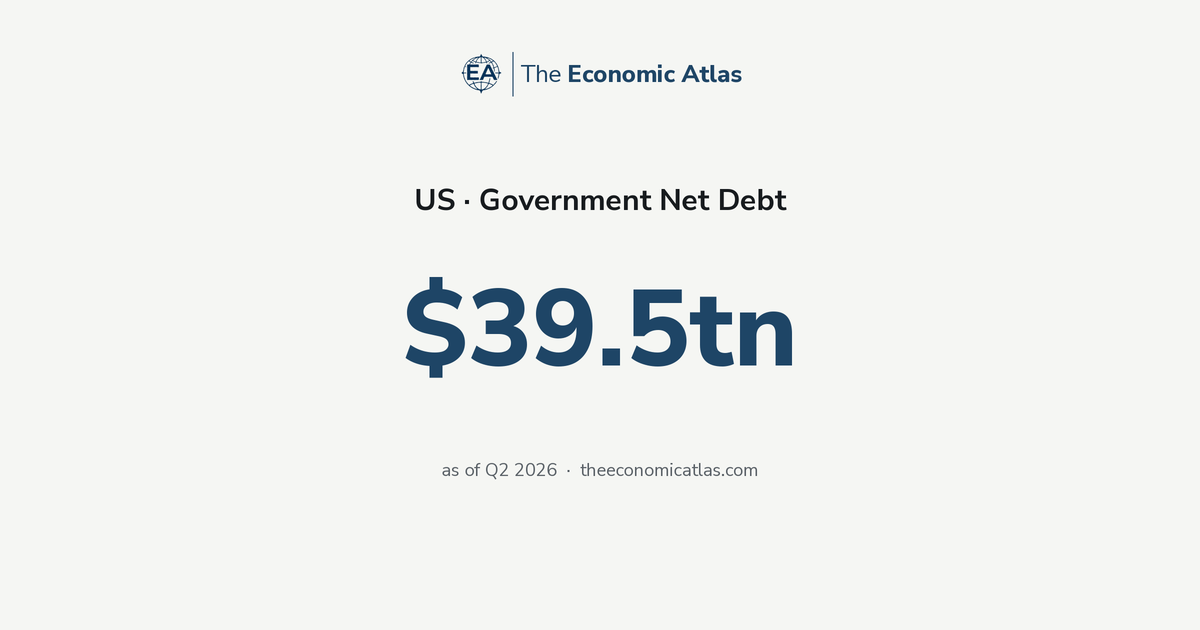 EA The Economic Atlas
US · Government Net Debt
$39.5tn
as of Q2 2026 · theeconomicatlas.com